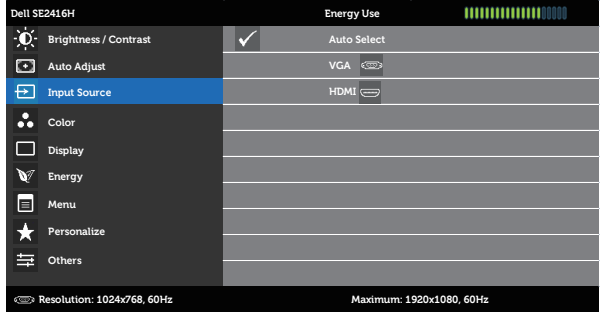 Dell SE2416H Energy Use
Brightness / Contrast Auto Select
Auto Adjust VGA
Input Source HDMI
Color
Display
Energy
Menu
Personalize
Others
Resolution: 1024x768, 60Hz Maximum: 1920x1080, 60Hz